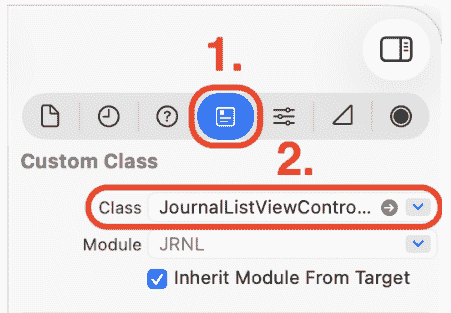 1.
2.
Custom Class
Class JournalListViewContro...
Module JRNL
Inherit Module From Target